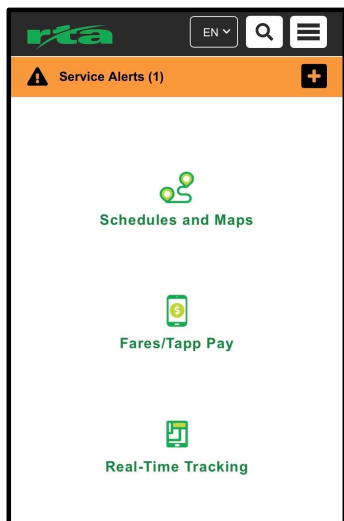 rta
EN
Service Alerts (1)
Schedules and Maps
$
Fares/Tapp Pay
Real-Time Tracking